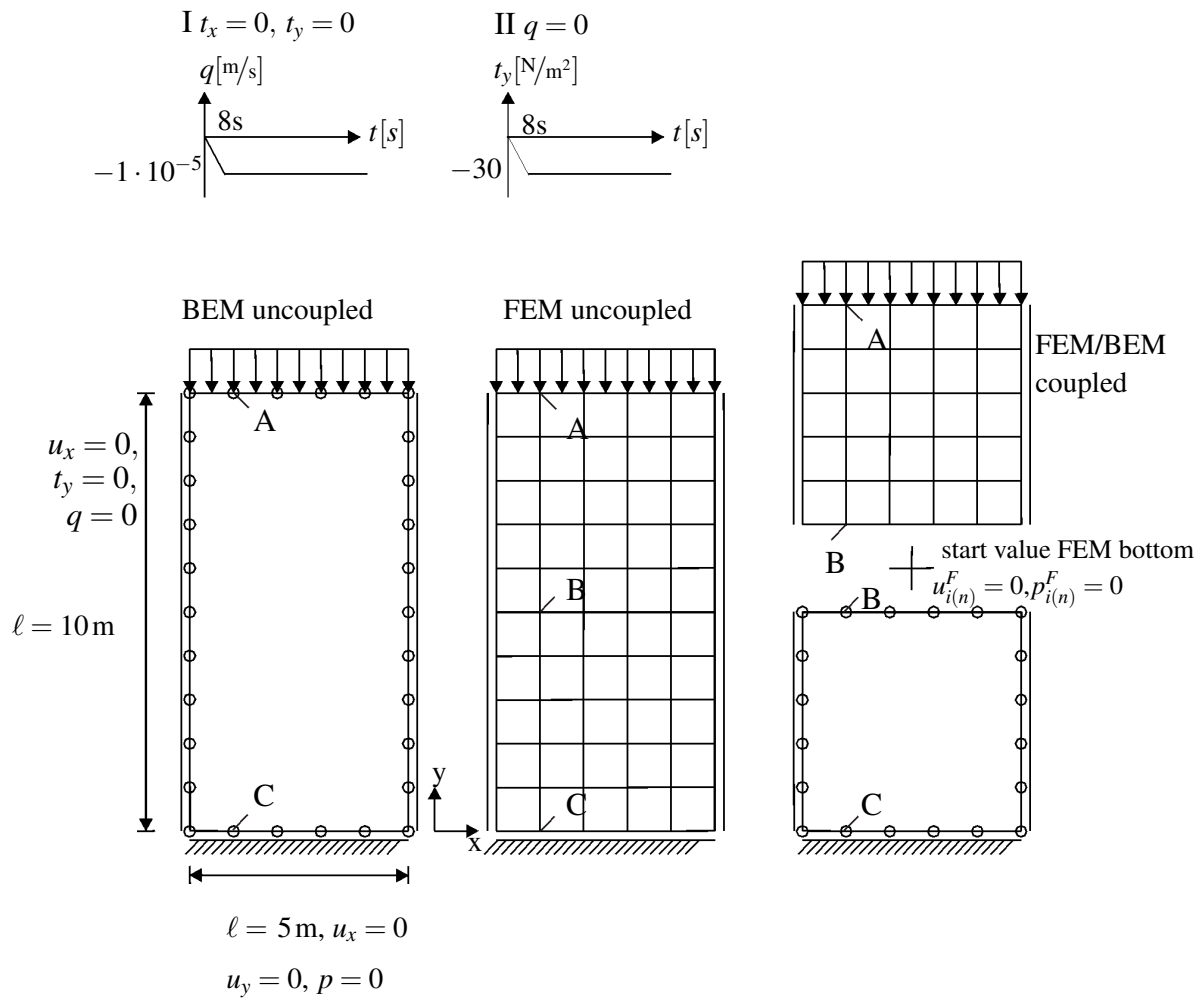 I t_x = 0, t_y = 0
II q = 0
q[m/s]
t_y[N/m²]
8s
t[s]
8s
t[s]
−1 · 10⁻⁵
−30
BEM uncoupled
FEM uncoupled
FEM/BEM
coupled
A
A
A
u_x = 0,
t_y = 0,
q = 0
B
start value FEM bottom
u^F_{i(n)} = 0, p^F_{i(n)} = 0
B
B
ℓ = 10 m
C
C
C
y
x
ℓ = 5 m, u_x = 0
u_y = 0, p = 0